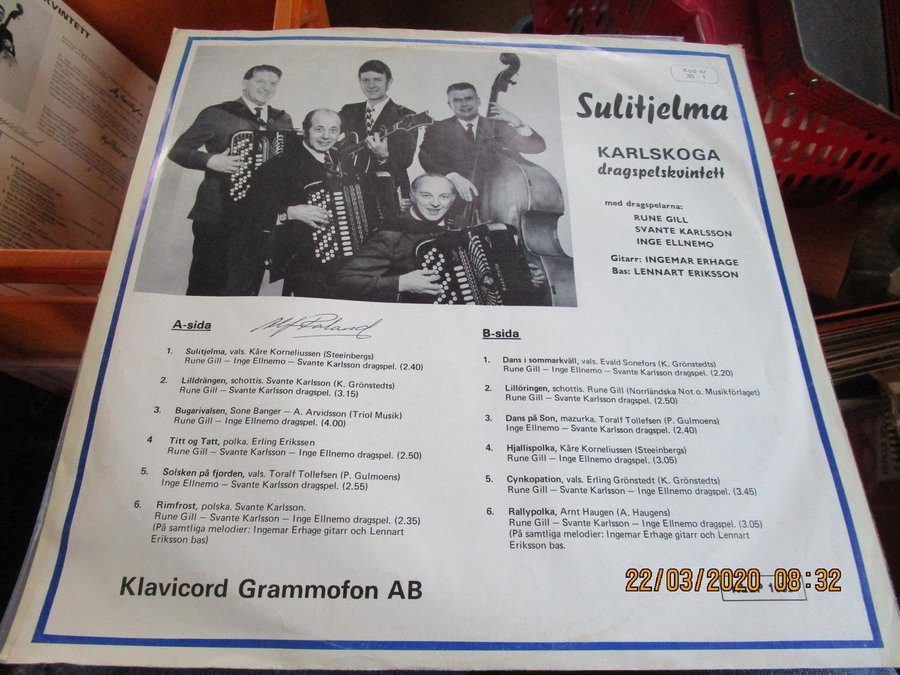 KVINTETT
Kod nr
30 - 1
Sulitjelma
KARLSKOGA
dragspelskvintett
med dragspelarna:
RUNE GILL
SVANTE KARLSSON
INGE ELLNEMO
Gitarr: INGEMAR ERHAGE
Bas: LENNART ERIKSSON
A-sida
1. Sulitjelma, vals. Kåre Korneliussen (Steeinbergs)
Rune Gill — Inge Ellnemo — Svante Karlsson dragspel. (2.40)
2. Lilldrängen, schottis. Svante Karlsson (K. Grönstedts)
Rune Gill — Svante Karlsson dragspel. (3.15)
3. Bugarivalsen, Sone Banger — A. Arvidsson (Triol Musik)
Rune Gill — Inge Ellnemo dragspel. (4.00)
4 Titt og Tatt, polka. Erling Erikssen
Rune Gill — Inge Ellnemo — Svante Karlsson dragspel. (2.50)
5. Solsken på fjorden, vals. Toralf Tollefsen (P. Gulmoens)
Inge Ellnemo — Svante Karlsson dragspel. (2.55)
6. Rimfrost, polska. Svante Karlsson.
Rune Gill — Svante Karlsson — Inge Ellnemo dragspel. (2.35)
(På samtliga melodier: Ingemar Erhage gitarr och Lennart
Eriksson bas)
B-sida
1. Dans i sommarkväll, vals. Evald Sonefors (K. Grönstedts)
Rune Gill — Inge Ellnemo — Svante Karlsson dragspel. (2.20)
2. Lillöringen, schottis. Rune Gill (Norrländska Not o. Musikförlaget)
Rune Gill — Svante Karlsson dragspel. (2.50)
3. Dans på Son, mazurka. Toralf Tollefsen (P. Gulmoens)
Inge Ellnemo — Svante Karlsson dragspel. (2.40)
4. Hjallispolka, Kåre Korneliussen (Steeinbergs)
Rune Gill — Inge Ellnemo — Svante Karlsson dragspel. (3.05)
5. Cynkopation, vals. Erling Grönstedt (K. Grönstedts)
Rune Gill — Svante Karlsson — Inge Ellnemo dragspel. (3.45)
6. Rallypolka, Arnt Haugen (A. Haugens)
Rune Gill — Svante Karlsson — Inge Ellnemo dragspel. (3.05)
(På samtliga melodier: Ingemar Erhage gitarr och Lennart
Eriksson bas.
Klavicord Grammofon AB
22/03/2020 08:32